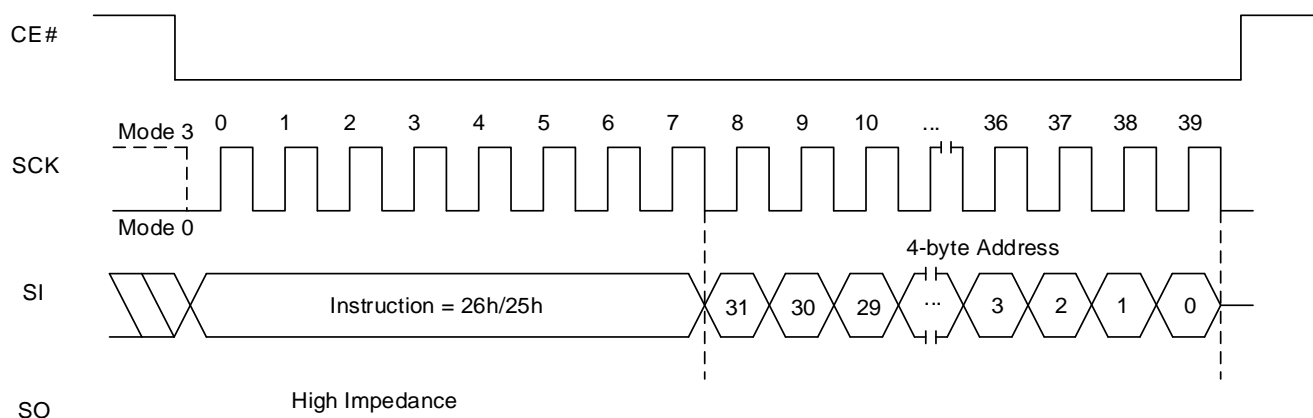 CE#
Mode 3
0 1 2 3 4 5 6 7 8 9 10 ... 36 37 38 39
SCK
Mode 0
4-byte Address
SI
Instruction = 26h/25h
31 30 29 ... 3 2 1 0
High Impedance
SO